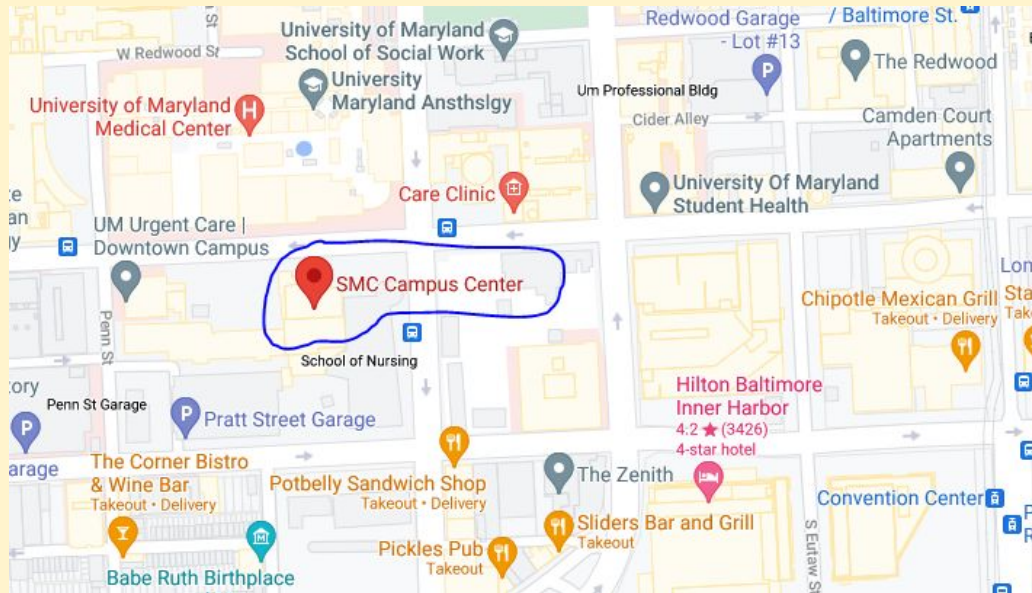 St
W Redwood St
University of Maryland
School of Social Work
University
Maryland Ansthslgy
University of Maryland
Medical Center
Redwood Garage
- Lot #13
/ Baltimore St.
The Redwood
Um Professional Bldg
Cider Alley
Camden Court
Apartments
Care Clinic
University Of Maryland
Student Health
UM Urgent Care |
Downtown Campus
SMC Campus Center
School of Nursing
Penn St
Penn St Garage
Pratt Street Garage
arage
Chipotle Mexican Grill
Takeout • Delivery
Lon
Sta
Hilton Baltimore
Inner Harbor
4.2 ★ (3426)
4-star hotel
The Corner Bistro
& Wine Bar
Takeout • Delivery
Potbelly Sandwich Shop
Takeout • Delivery
The Zenith
Convention Center
Sliders Bar and Grill
Takeout
Pickles Pub
Takeout
S Eutaw St
Babe Ruth Birthplace